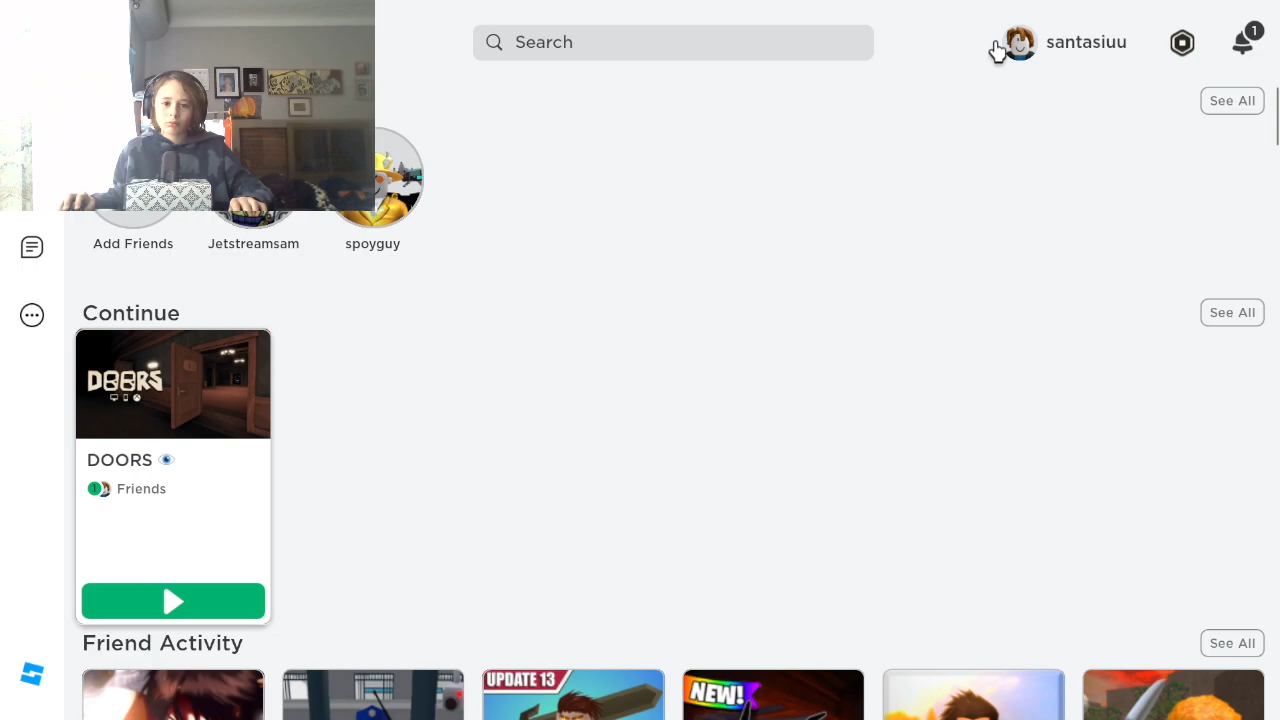 Search
santasiuu
1
See All
Add Friends
Jetstreamsam
spoyguy
Continue
See All
DOORS
DOORS
1
Friends
Friend Activity
See All
UPDATE 13
NEW!